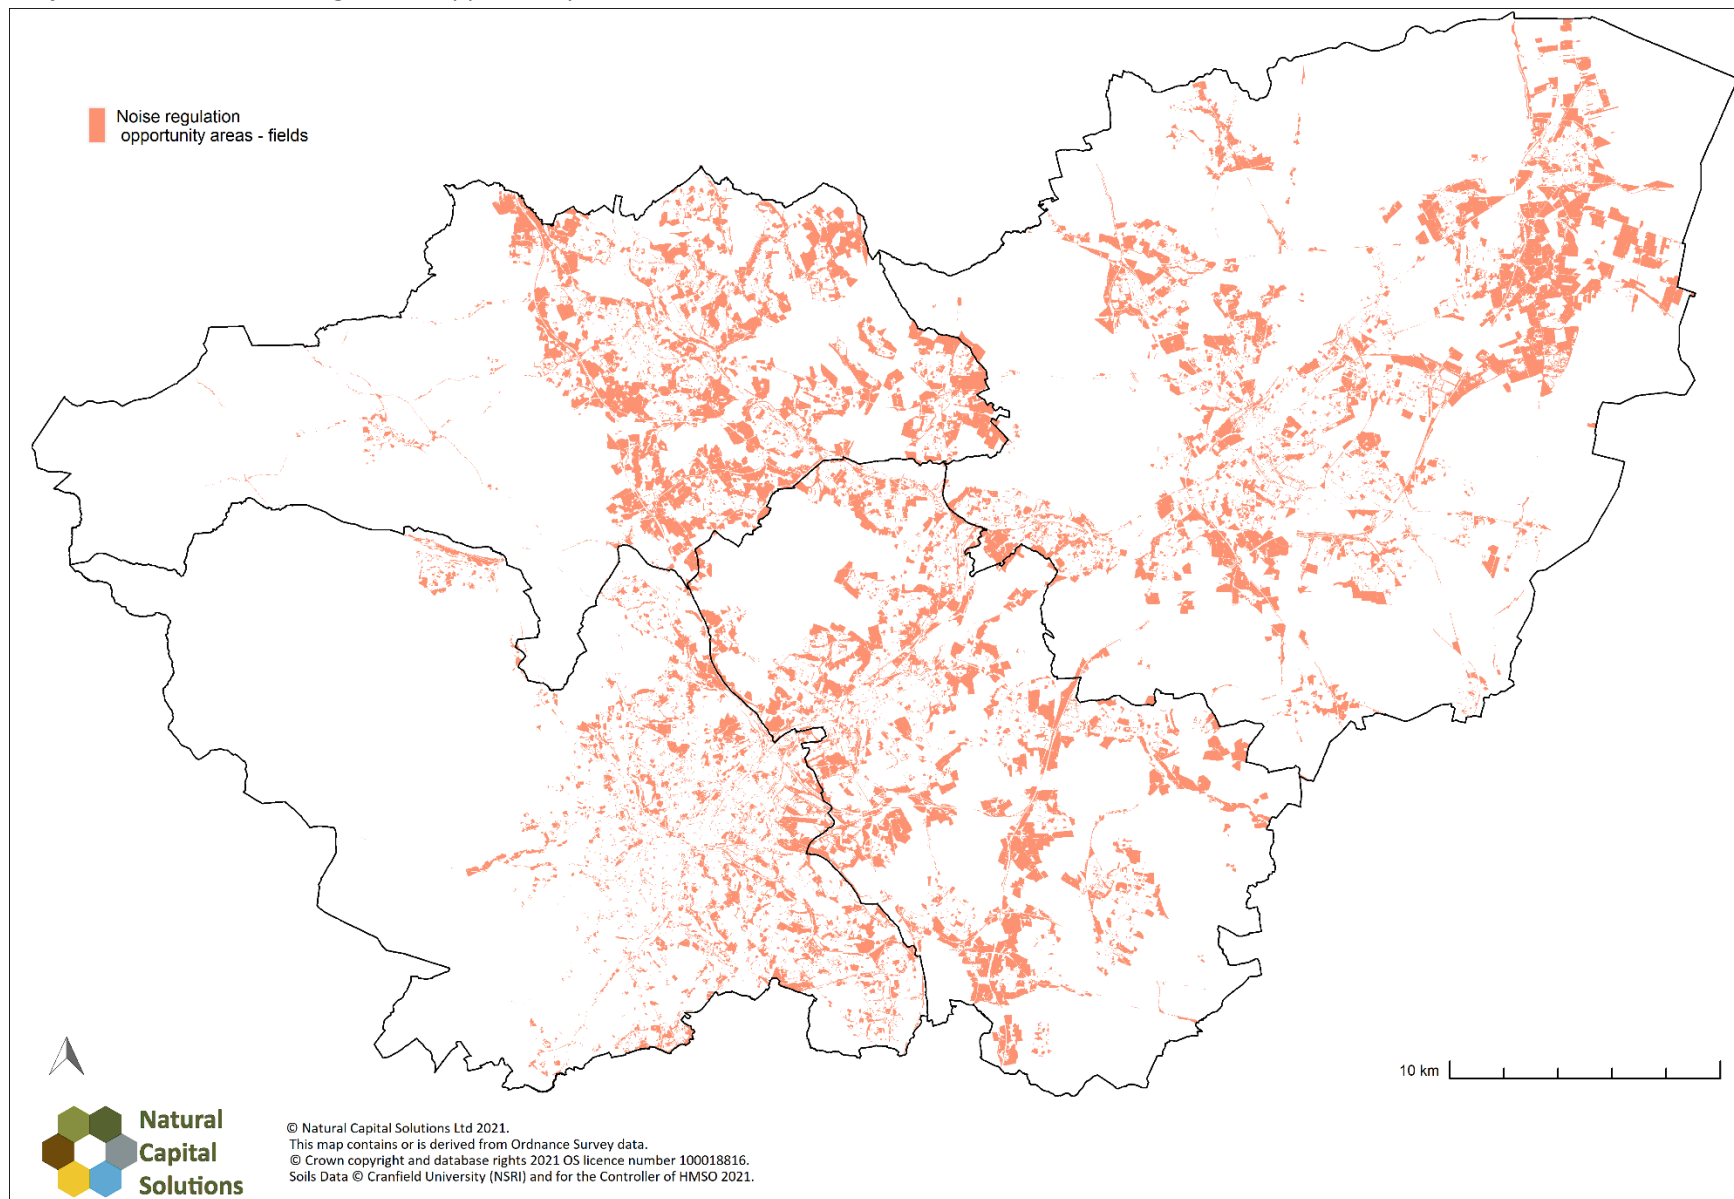 Noise regulation
opportunity areas - fields
10 km
Natural
Capital
Solutions
© Natural Capital Solutions Ltd 2021.
This map contains or is derived from Ordnance Survey data.
© Crown copyright and database rights 2021 OS licence number 100018816.
Soils Data © Cranfield University (NSRI) and for the Controller of HMSO 2021.